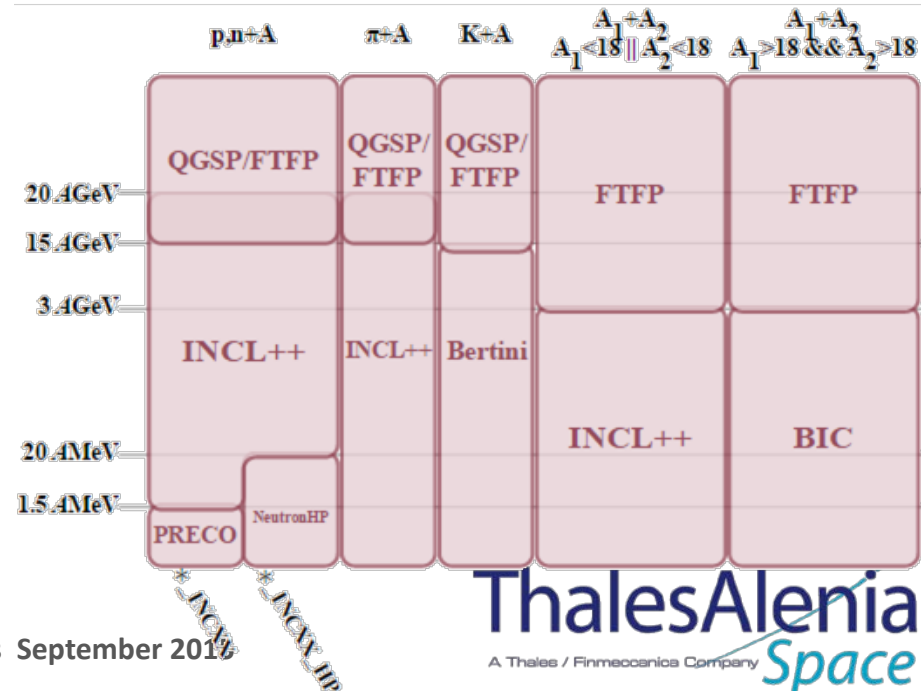 p,n+A π+A K+A A1+A2 A1+A2
A1<18 || A2<18 A1>18 && A2>18
QGSP/FTFP
QGSP/
FTFP
QGSP/
FTFP
FTFP
FTFP
20 AGeV
15 AGeV
3 AGeV
INCL++
INCL++
Bertini
INCL++
BIC
20 AMeV
1.5 AMeV
PRECO
NeutronHP
*_INCXX
*_INCXX_HP
September
ThalesAlenia
A Thales / Finmeccanica Company Space